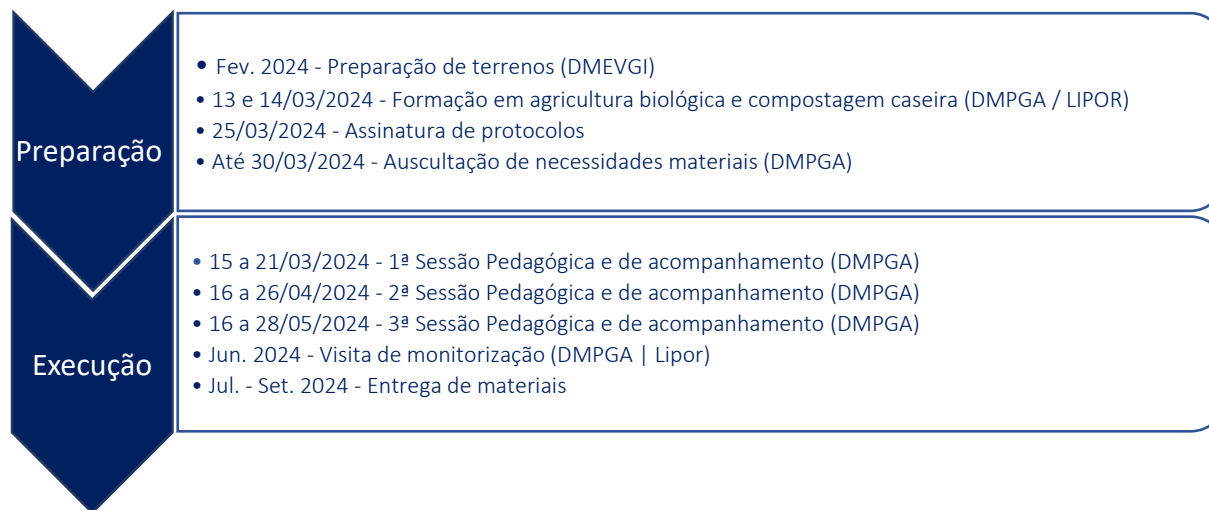 Preparação
• Fev. 2024 - Preparação de terrenos (DMEVGI)
• 13 e 14/03/2024 - Formação em agricultura biológica e compostagem caseira (DMPGA / LIPOR)
• 25/03/2024 - Assinatura de protocolos
• Até 30/03/2024 - Auscultação de necessidades materiais (DMPGA)
Execução
• 15 a 21/03/2024 - 1ª Sessão Pedagógica e de acompanhamento (DMPGA)
• 16 a 26/04/2024 - 2ª Sessão Pedagógica e de acompanhamento (DMPGA)
• 16 a 28/05/2024 - 3ª Sessão Pedagógica e de acompanhamento (DMPGA)
• Jun. 2024 - Visita de monitorização (DMPGA | Lipor)
• Jul. - Set. 2024 - Entrega de materiais